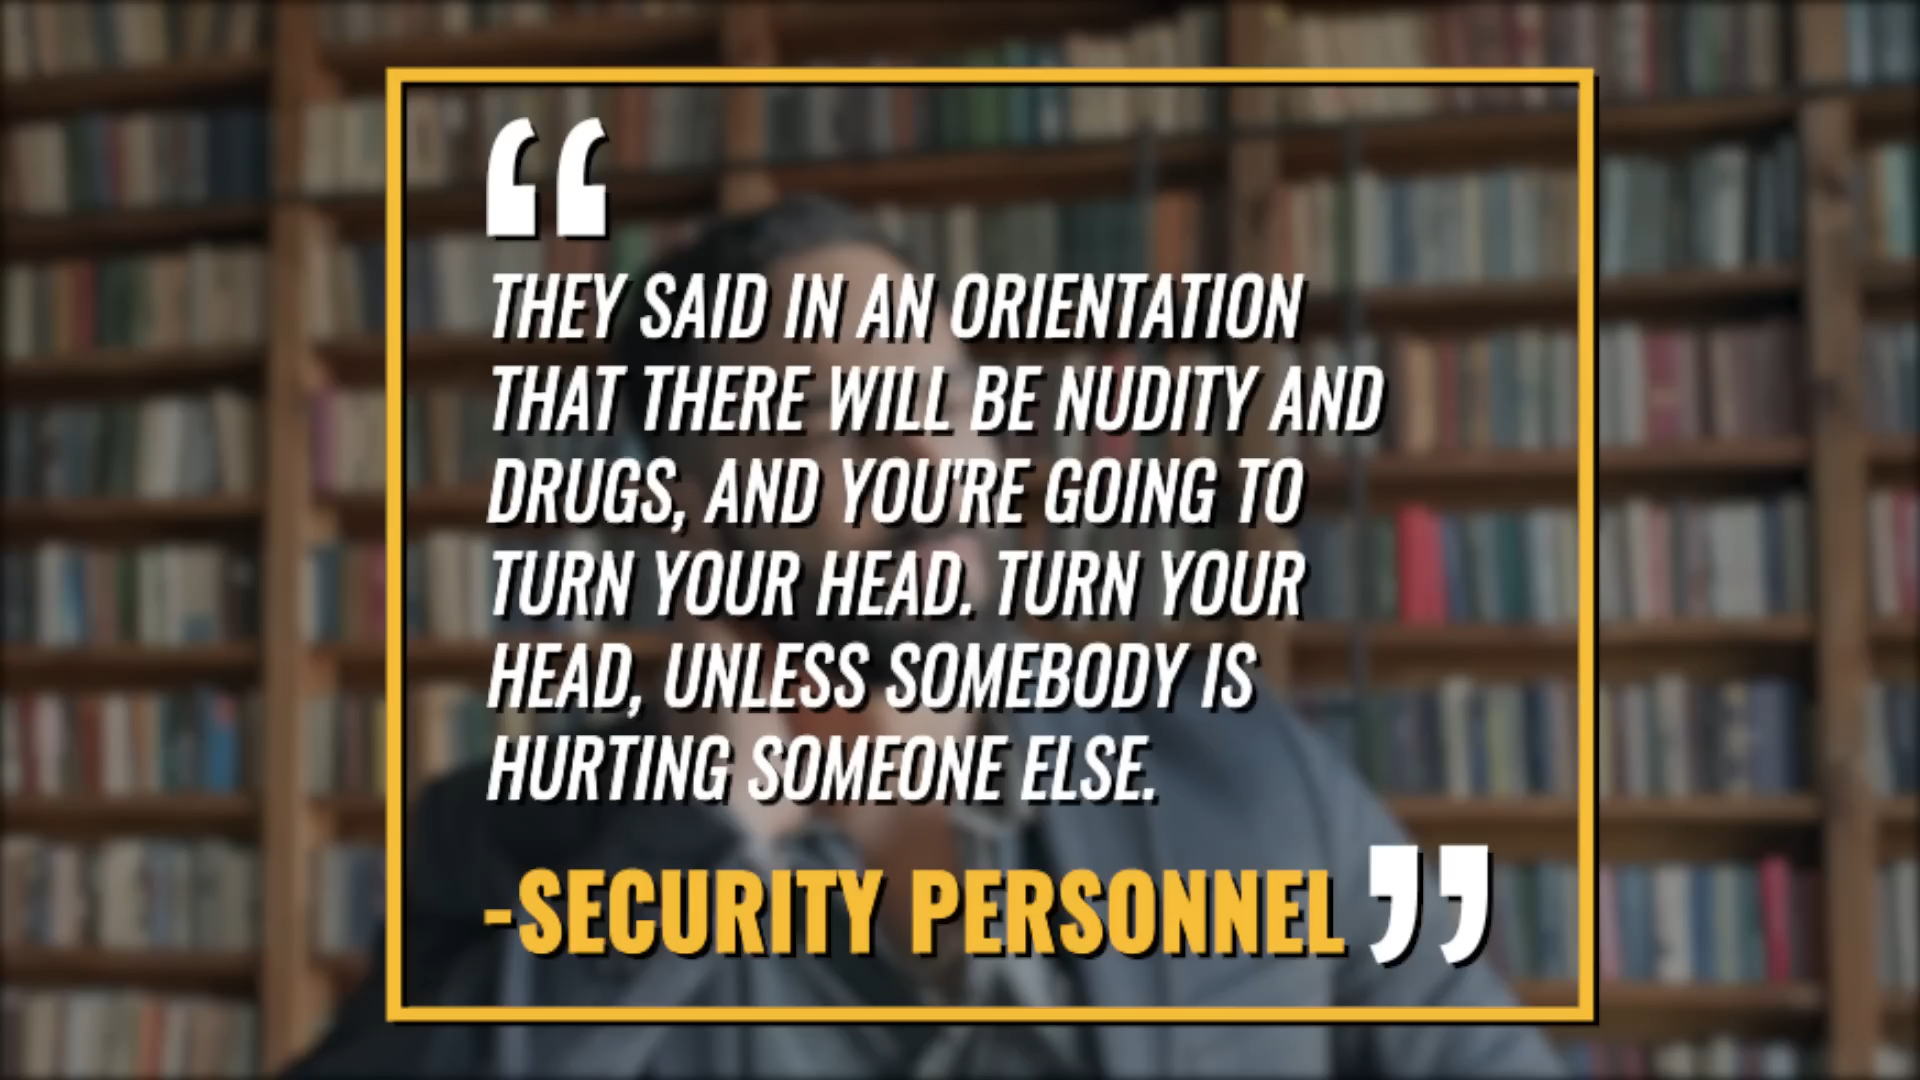 “
THEY SAID IN AN ORIENTATION
THAT THERE WILL BE NUDITY AND
DRUGS, AND YOU'RE GOING TO
TURN YOUR HEAD. TURN YOUR
HEAD, UNLESS SOMEBODY IS
HURTING SOMEONE ELSE.
-SECURITY PERSONNEL ”